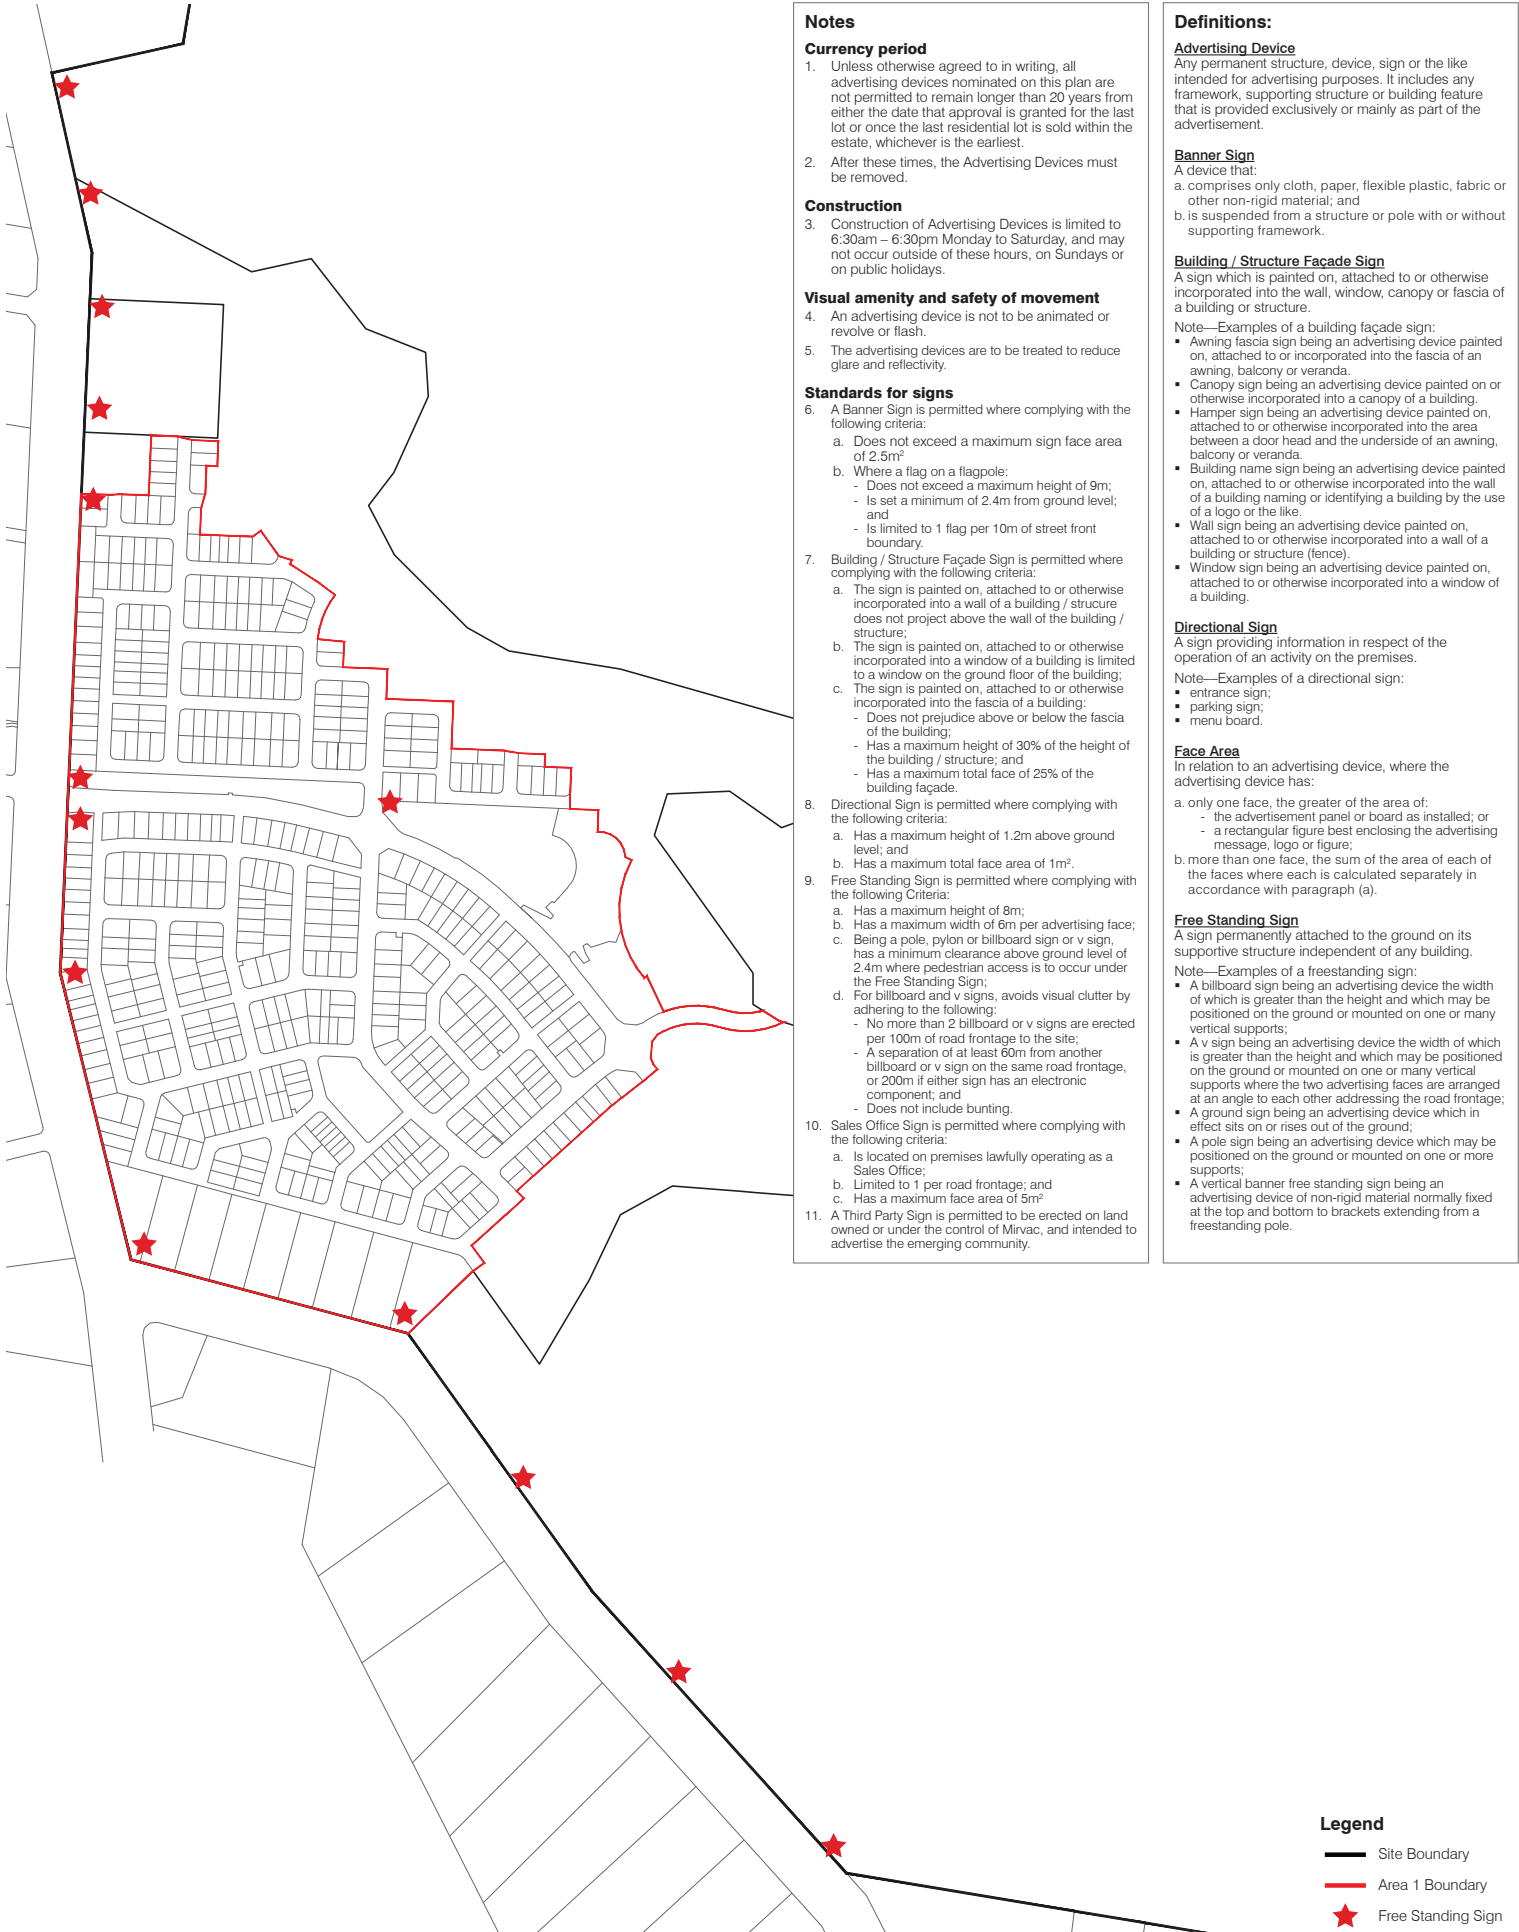 Notes
Currency period
1. Unless otherwise agreed to in writing, all
advertising devices nominated on this plan are
not permitted to remain longer than 20 years from
either the date that approval is granted for the last
lot or once the last residential lot is sold within the
estate, whichever is the earliest.
2. After these times, the Advertising Devices must
be removed.
Construction
3. Construction of Advertising Devices is limited to
6:30am – 6:30pm Monday to Saturday, and may
not occur outside of these hours, on Sundays or
on public holidays.
Visual amenity and safety of movement
4. An advertising device is not to be animated or
revolve or flash.
5. The advertising devices are to be treated to reduce
glare and reflectivity.
Standards for signs
6. A Banner Sign is permitted where complying with the
following criteria:
a. Does not exceed a maximum sign face area
of 2.5m²
b. Where a flag on a flagpole:
- Does not exceed a maximum height of 9m;
- Is set a minimum of 2.4m from ground level;
and
- Is limited to 1 flag per 10m of street front
boundary.
7. Building / Structure Façade Sign is permitted where
complying with the following criteria:
a. The sign is painted on, attached to or otherwise
incorporated into a wall of a building / strucure
does not project above the wall of the building /
structure;
b. The sign is painted on, attached to or otherwise
incorporated into a window of a building is limited
to a window on the ground floor of the building;
c. The sign is painted on, attached to or otherwise
incorporated into the fascia of a building:
- Does not prejudice above or below the fascia
of the building;
- Has a maximum height of 30% of the height of
the building / structure; and
- Has a maximum total face of 25% of the
building façade.
8. Directional Sign is permitted where complying with
the following criteria:
a. Has a maximum height of 1.2m above ground
level; and
b. Has a maximum total face area of 1m².
9. Free Standing Sign is permitted where complying with
the following Criteria:
a. Has a maximum height of 8m;
b. Has a maximum width of 6m per advertising face;
c. Being a pole, pylon or billboard sign or v sign,
has a minimum clearance above ground level of
2.4m where pedestrian access is to occur under
the Free Standing Sign;
d. For billboard and v signs, avoids visual clutter by
adhering to the following:
- No more than 2 billboard or v signs are erected
per 100m of road frontage to the site;
- A separation of at least 60m from another
billboard or v sign on the same road frontage,
or 200m if either sign has an electronic
component; and
- Does not include bunting.
10. Sales Office Sign is permitted where complying with
the following criteria:
a. Is located on premises lawfully operating as a
Sales Office;
b. Limited to 1 per road frontage; and
c. Has a maximum face area of 5m²
11. A Third Party Sign is permitted to be erected on land
owned or under the control of Mirvac, and intended to
advertise the emerging community.
Definitions:
Advertising Device
Any permanent structure, device, sign or the like
intended for advertising purposes. It includes any
framework, supporting structure or building feature
that is provided exclusively or mainly as part of the
advertisement.
Banner Sign
A device that:
a. comprises only cloth, paper, flexible plastic, fabric or
other non-rigid material; and
b. is suspended from a structure or pole with or without
supporting framework.
Building / Structure Façade Sign
A sign which is painted on, attached to or otherwise
incorporated into the wall, window, canopy or fascia of
a building or structure.
Note—Examples of a building façade sign:
▪ Awning fascia sign being an advertising device painted
on, attached to or incorporated into the fascia of an
awning, balcony or veranda.
▪ Canopy sign being an advertising device painted on or
otherwise incorporated into a canopy of a building.
▪ Hamper sign being an advertising device painted on,
attached to or otherwise incorporated into the area
between a door head and the underside of an awning,
balcony or veranda.
▪ Building name sign being an advertising device painted
on, attached to or otherwise incorporated into the wall
of a building naming or identifying a building by the use
of a logo or the like.
▪ Wall sign being an advertising device painted on,
attached to or otherwise incorporated into a wall of a
building or structure (fence).
▪ Window sign being an advertising device painted on,
attached to or otherwise incorporated into a window of
a building.
Directional Sign
A sign providing information in respect of the
operation of an activity on the premises.
Note—Examples of a directional sign:
▪ entrance sign;
▪ parking sign;
▪ menu board.
Face Area
In relation to an advertising device, where the
advertising device has:
a. only one face, the greater of the area of:
- the advertisement panel or board as installed; or
- a rectangular figure best enclosing the advertising
message, logo or figure;
b. more than one face, the sum of the area of each of
the faces where each is calculated separately in
accordance with paragraph (a).
Free Standing Sign
A sign permanently attached to the ground on its
supportive structure independent of any building.
Note—Examples of a freestanding sign:
▪ A billboard sign being an advertising device the width
of which is greater than the height and which may be
positioned on the ground or mounted on one or many
vertical supports;
▪ A v sign being an advertising device the width of which
is greater than the height and which may be positioned
on the ground or mounted on one or many vertical
supports where the two advertising faces are arranged
at an angle to each other addressing the road frontage;
▪ A ground sign being an advertising device which in
effect sits on or rises out of the ground;
▪ A pole sign being an advertising device which may be
positioned on the ground or mounted on one or more
supports;
▪ A vertical banner free standing sign being an
advertising device of non-rigid material normally fixed
at the top and bottom to brackets extending from a
freestanding pole.
Legend
Site Boundary
Area 1 Boundary
Free Standing Sign